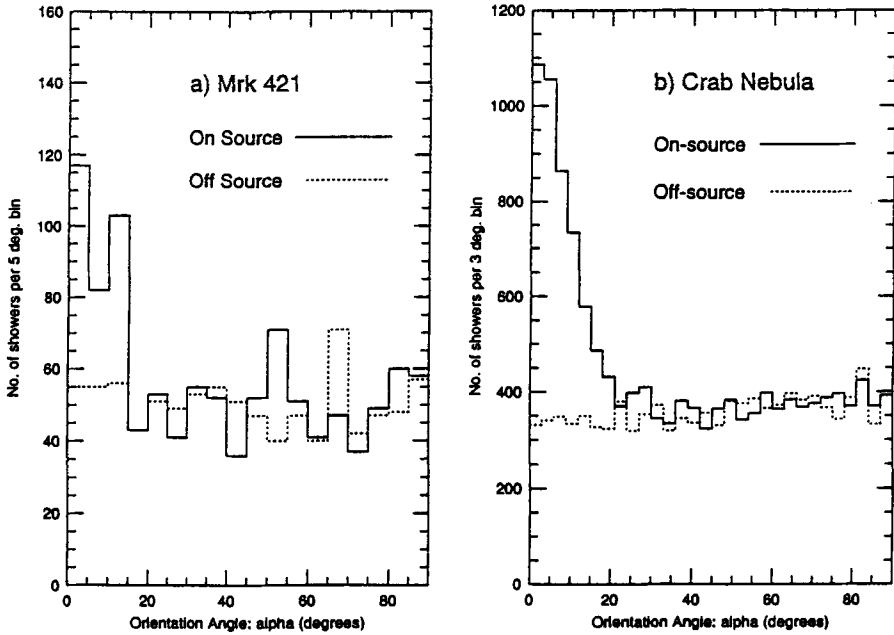 a) Mrk 421
On Source
Off Source
No. of showers per 5 deg. bin
160
140
120
100
80
60
40
20
0
0 20 40 60 80
Orientation Angle: alpha (degrees)
b) Crab Nebula
On-source
Off-source
No. of showers per 3 deg. bin
1200
1000
800
600
400
200
0
0 20 40 60 80
Orientation Angle: alpha (degrees)